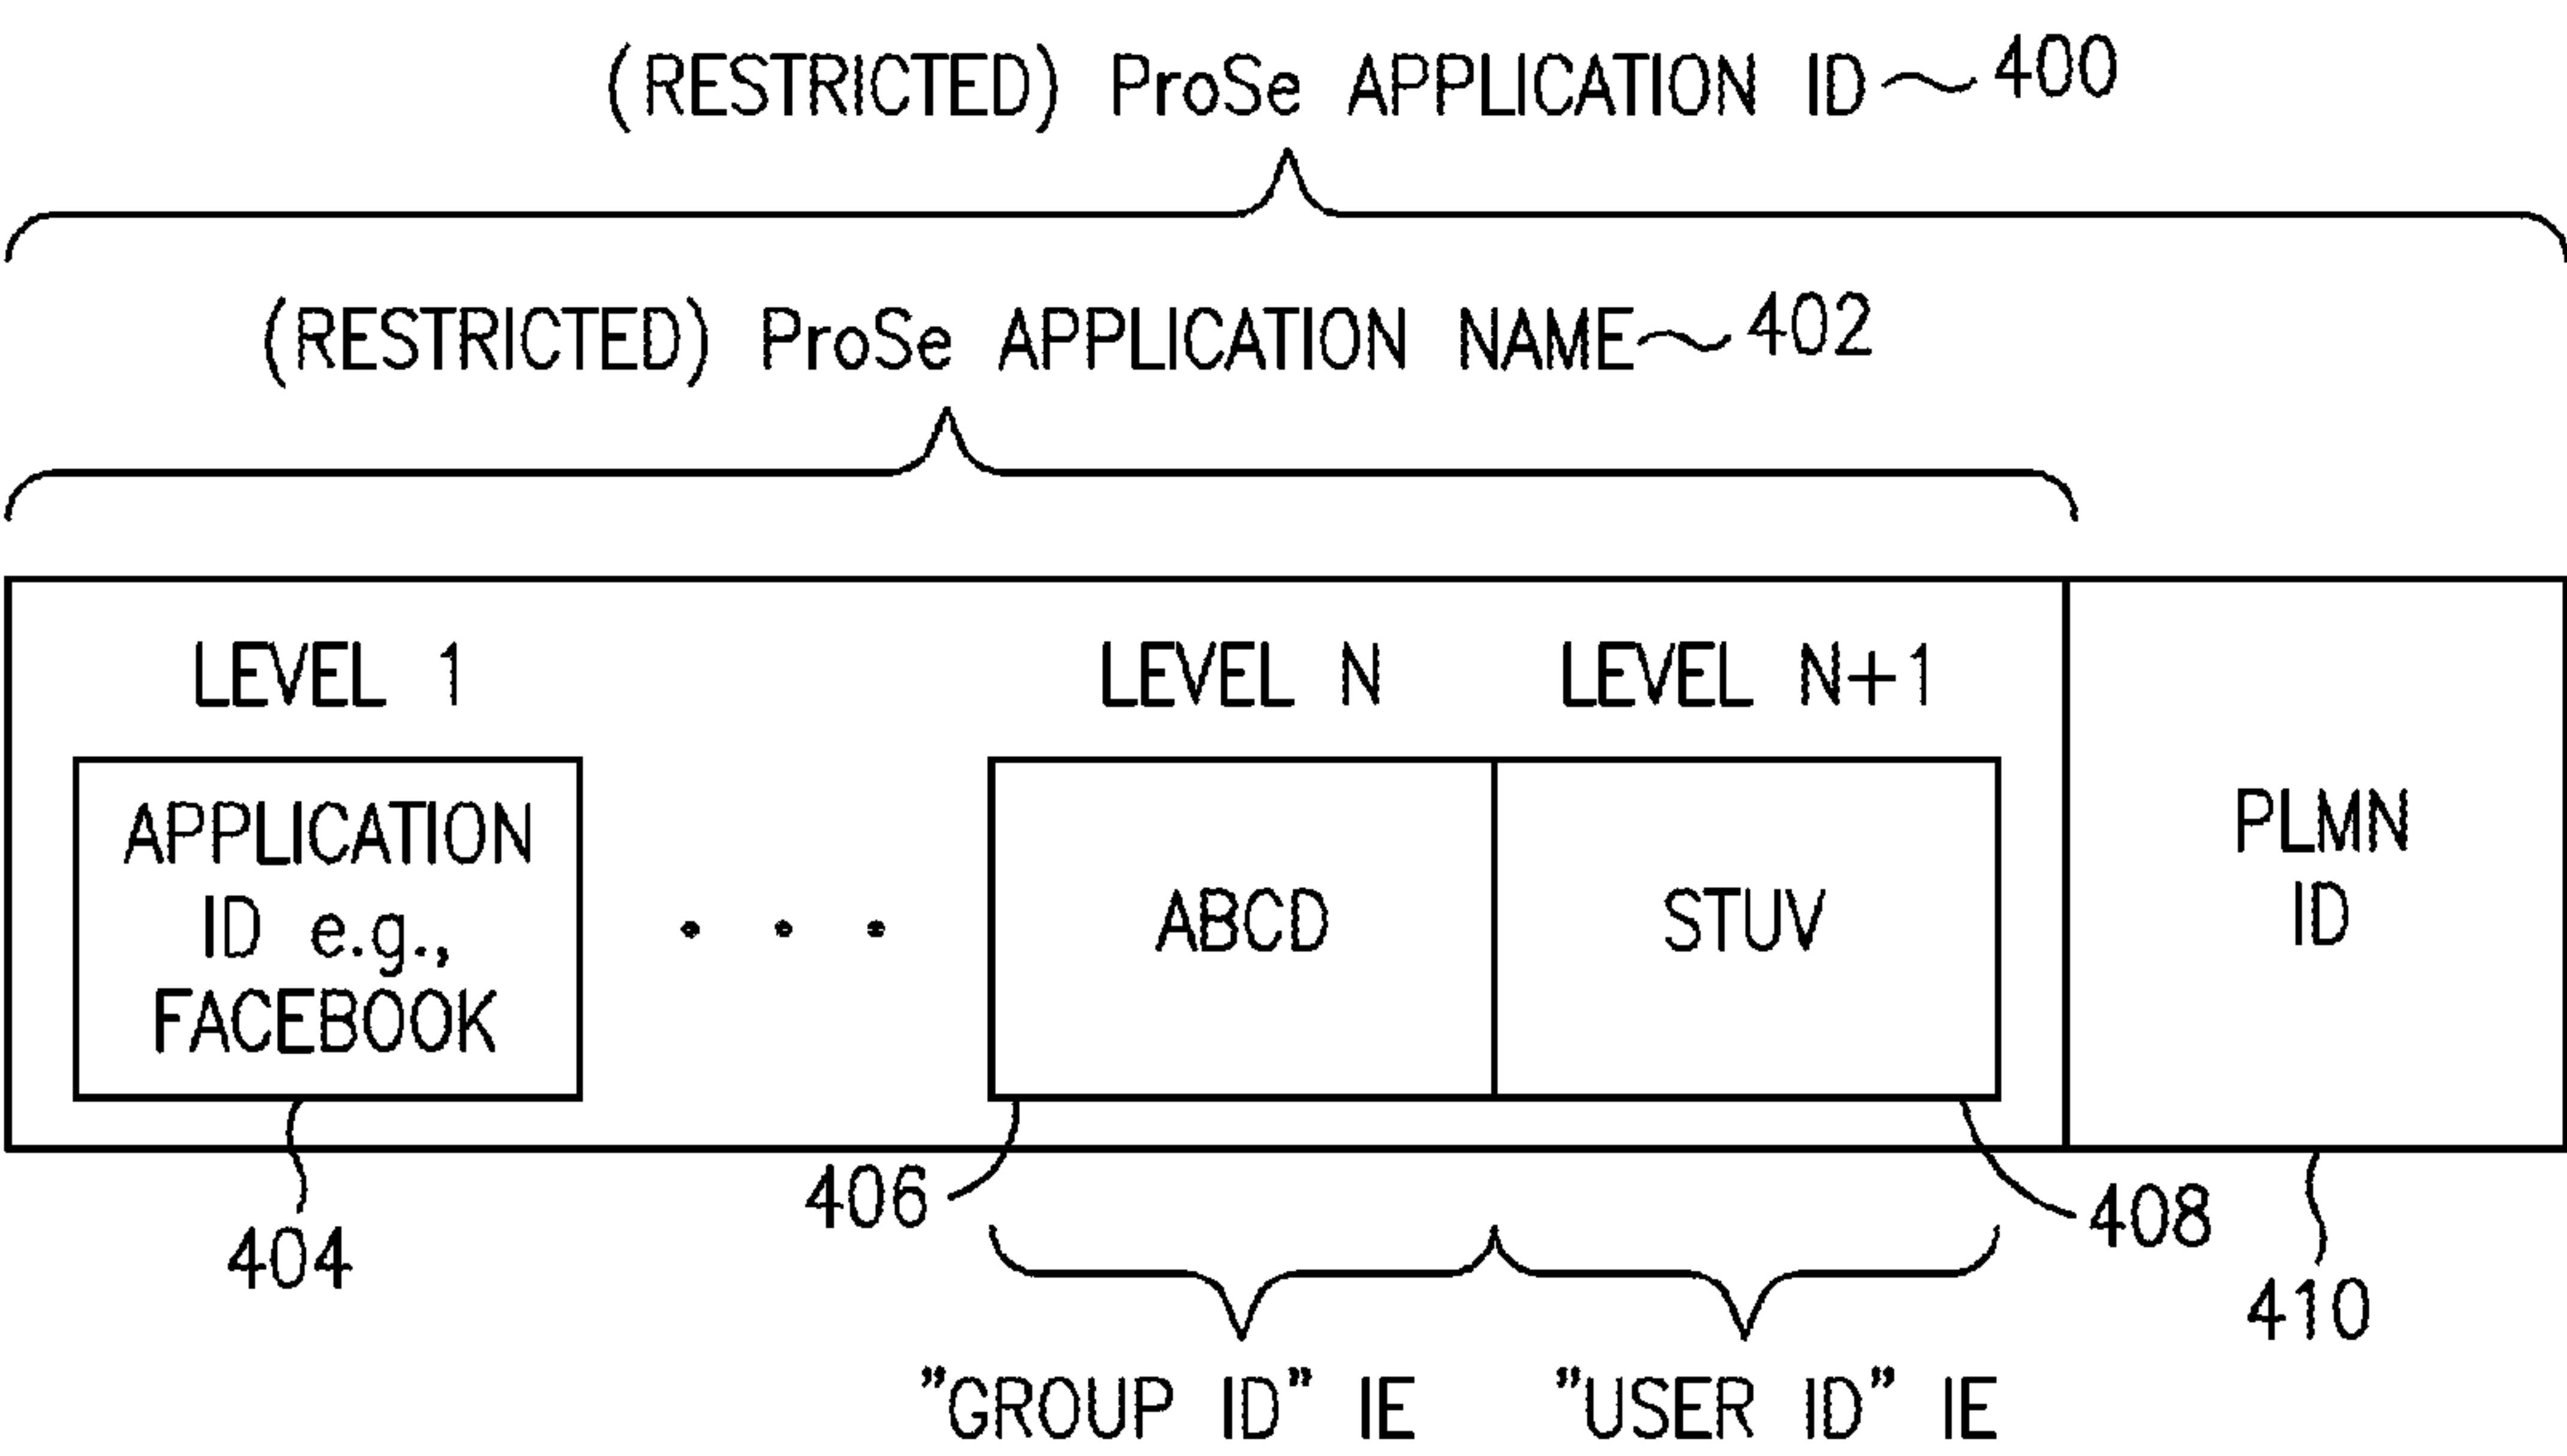 (RESTRICTED) ProSe APPLICATION ID 400
(RESTRICTED) ProSe APPLICATION NAME 402
LEVEL 1 LEVEL N LEVEL N+1
APPLICATION
ID e.g.,
FACEBOOK
. . .
ABCD
STUV
PLMN
ID
404
406
408
410
"GROUP ID" IE "USER ID" IE